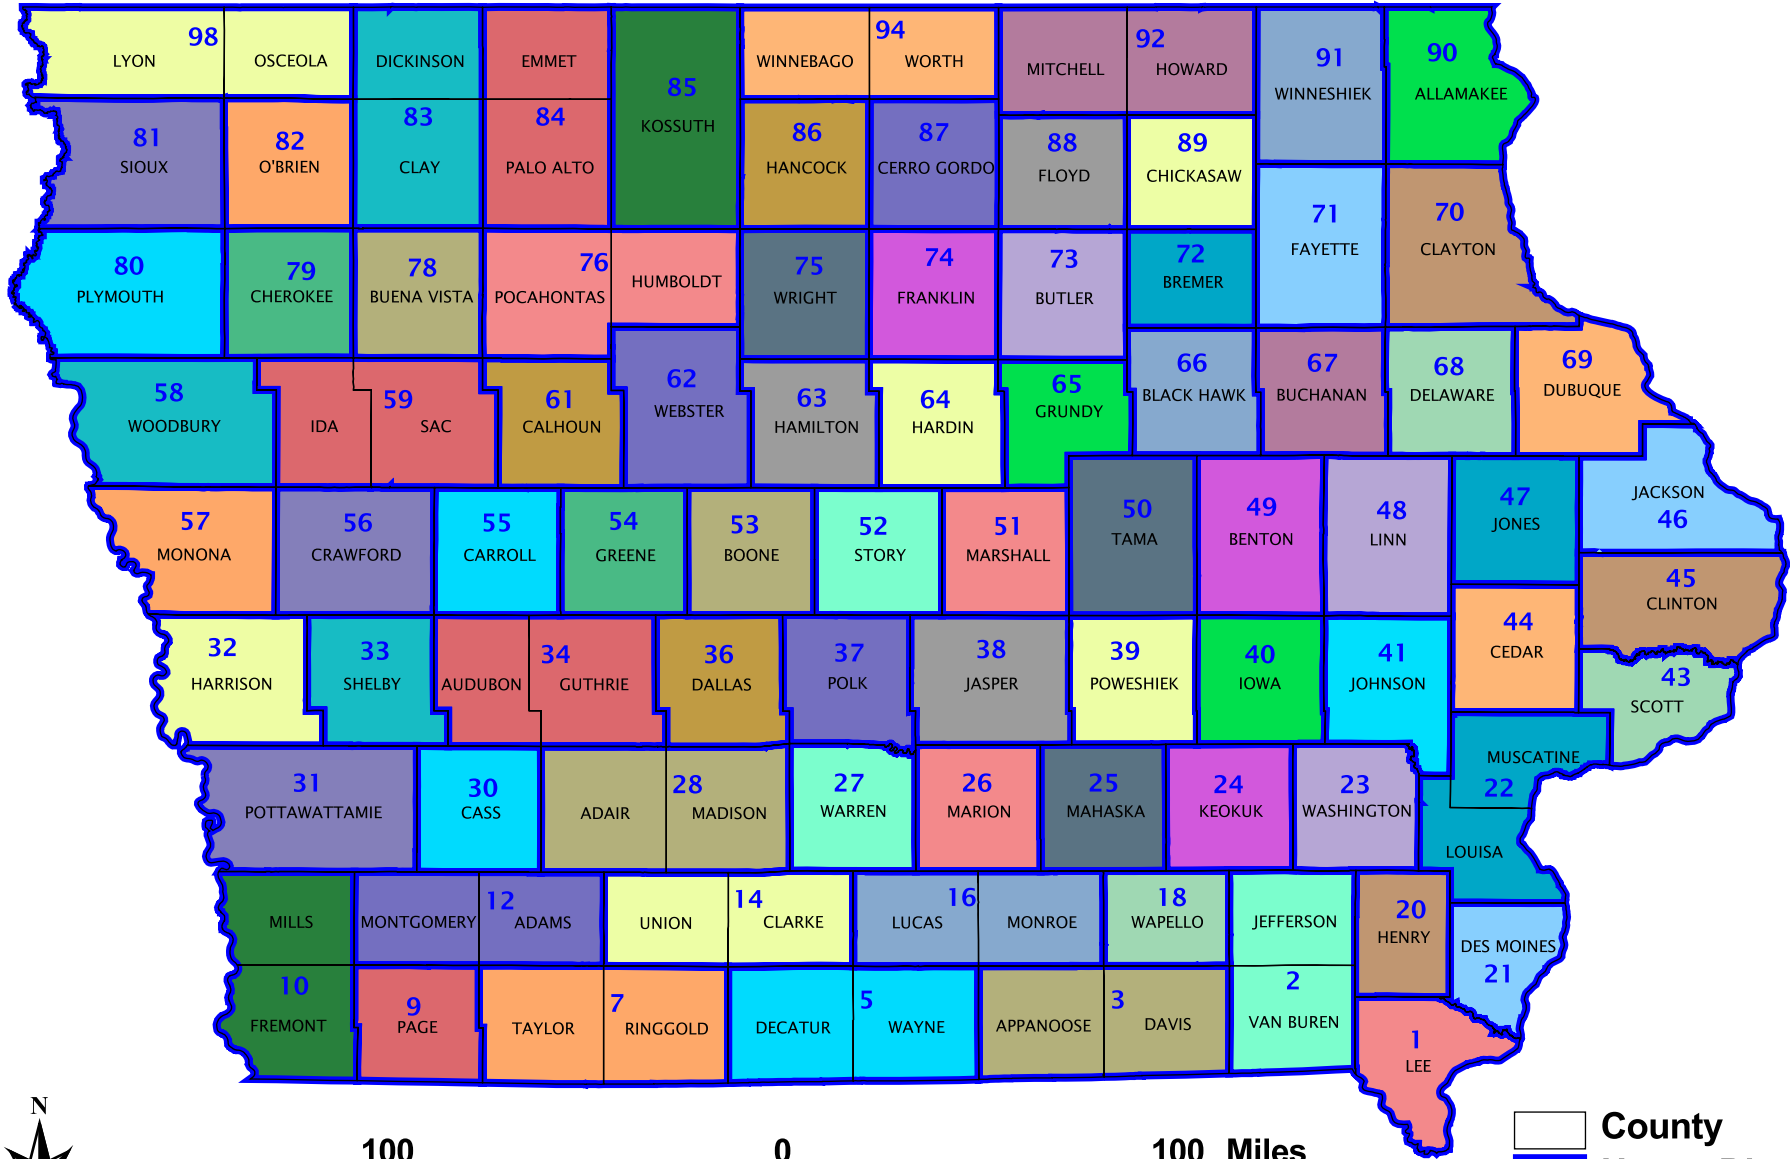 98
LYON
OSCEOLA
DICKINSON
EMMET
85
KOSSUTH
WINNEBAGO
94
WORTH
MITCHELL
92
HOWARD
91
WINNESHIEK
90
ALLAMAKEE
81
SIOUX
82
O'BRIEN
83
CLAY
84
PALO ALTO
86
HANCOCK
87
CERRO GORDO
88
FLOYD
89
CHICKASAW
71
FAYETTE
70
CLAYTON
80
PLYMOUTH
79
CHEROKEE
78
BUENA VISTA
76
POCAHONTAS
HUMBOLDT
75
WRIGHT
74
FRANKLIN
73
BUTLER
72
BREMER
58
WOODBURY
IDA
59
SAC
61
CALHOUN
62
WEBSTER
63
HAMILTON
64
HARDIN
65
GRUNDY
66
BLACK HAWK
67
BUCHANAN
68
DELAWARE
69
DUBUQUE
57
MONONA
56
CRAWFORD
55
CARROLL
54
GREENE
53
BOONE
52
STORY
51
MARSHALL
50
TAMA
49
BENTON
48
LINN
47
JONES
JACKSON
46
32
HARRISON
33
SHELBY
AUDUBON
34
GUTHRIE
36
DALLAS
37
POLK
38
JASPER
39
POWESHIEK
40
IOWA
41
JOHNSON
44
CEDAR
45
CLINTON
43
SCOTT
31
POTTAWATTAMIE
30
CASS
ADAIR
28
MADISON
27
WARREN
26
MARION
25
MAHASKA
24
KEOKUK
23
WASHINGTON
MUSCATINE
22
LOUISA
MILLS
MONTGOMERY
12
ADAMS
UNION
14
CLARKE
LUCAS
16
MONROE
18
WAPELLO
JEFFERSON
20
HENRY
DES MOINES
21
10
FREMONT
9
PAGE
TAYLOR
7
RINGGOLD
DECATUR
5
WAYNE
APPANOOSE
3
DAVIS
2
VAN BUREN
1
LEE
N
100 0 100 Miles
County